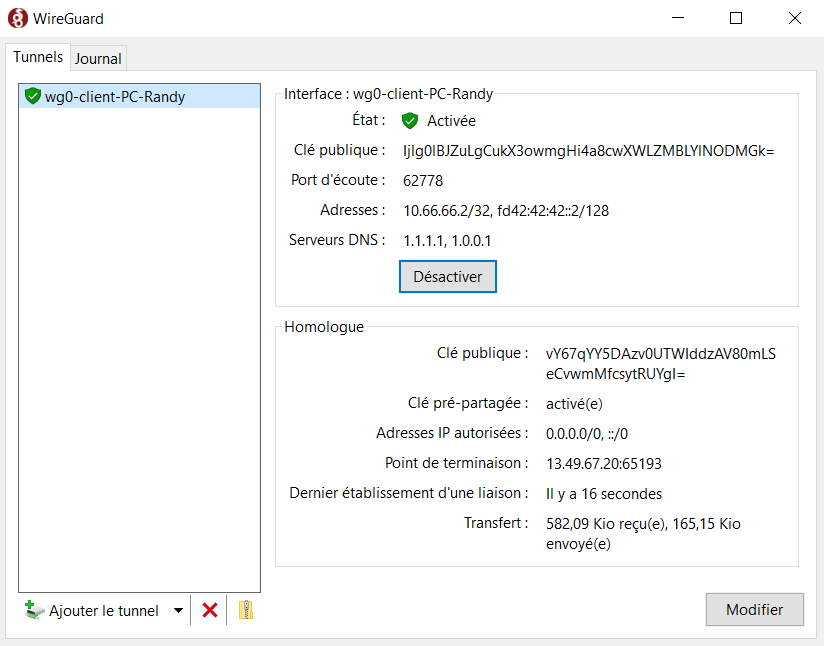 WireGuard
Tunnels
Journal
wg0-client-PC-Randy
Interface : wg0-client-PC-Randy
État : Activée
Clé publique : IjIg0IBJZuLgCukX3owmgHi4a8cwXWLZMBLYINODMGk=
Port d'écoute : 62778
Adresses : 10.66.66.2/32, fd42:42:42::2/128
Serveurs DNS : 1.1.1.1, 1.0.0.1
Désactiver
Homologue
Clé publique : vY67qYY5DAzv0UTWIddzAV80mLS
eCvwmMfcsytRUYgI=
Clé pré-partagée : activé(e)
Adresses IP autorisées : 0.0.0.0/0, ::/0
Point de terminaison : 13.49.67.20:65193
Dernier établissement d'une liaison : Il y a 16 secondes
Transfert : 582,09 Kio reçu(e), 165,15 Kio
envoyé(e)
Ajouter le tunnel
Modifier